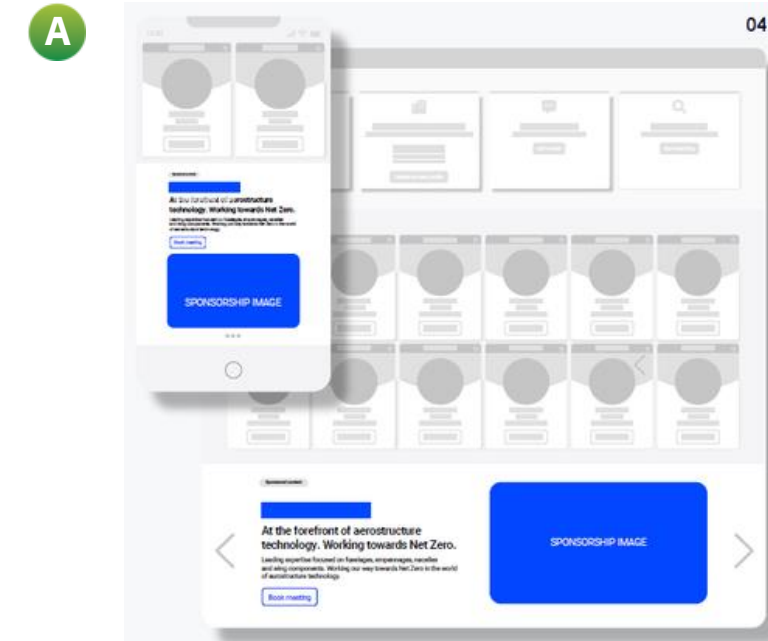 A
04
Sponsored content
At the forefront of aerostructure
technology. Working towards Net Zero.
Book meeting
SPONSORSHIP IMAGE
Sponsored content
At the forefront of aerostructure
technology. Working towards Net Zero.
Leading expertise focused on fuselages, empennages, nacelles
and wing components. Working our way towards Net Zero in the world
of aerostructure technology.
Book meeting
SPONSORSHIP IMAGE